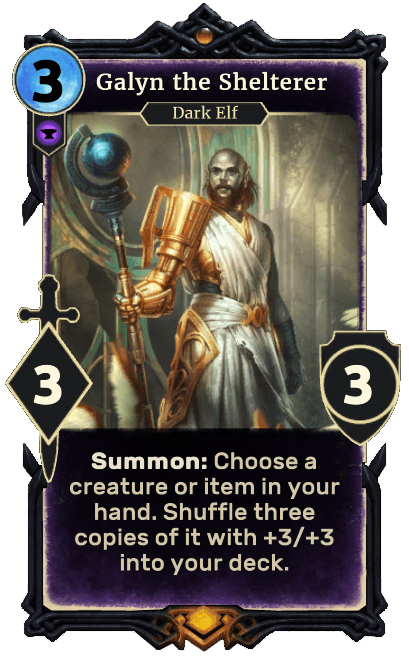 3
Galyn the Shelterer
Dark Elf
3
3
Summon: Choose a
creature or item in your
hand. Shuffle three
copies of it with +3/+3
into your deck.